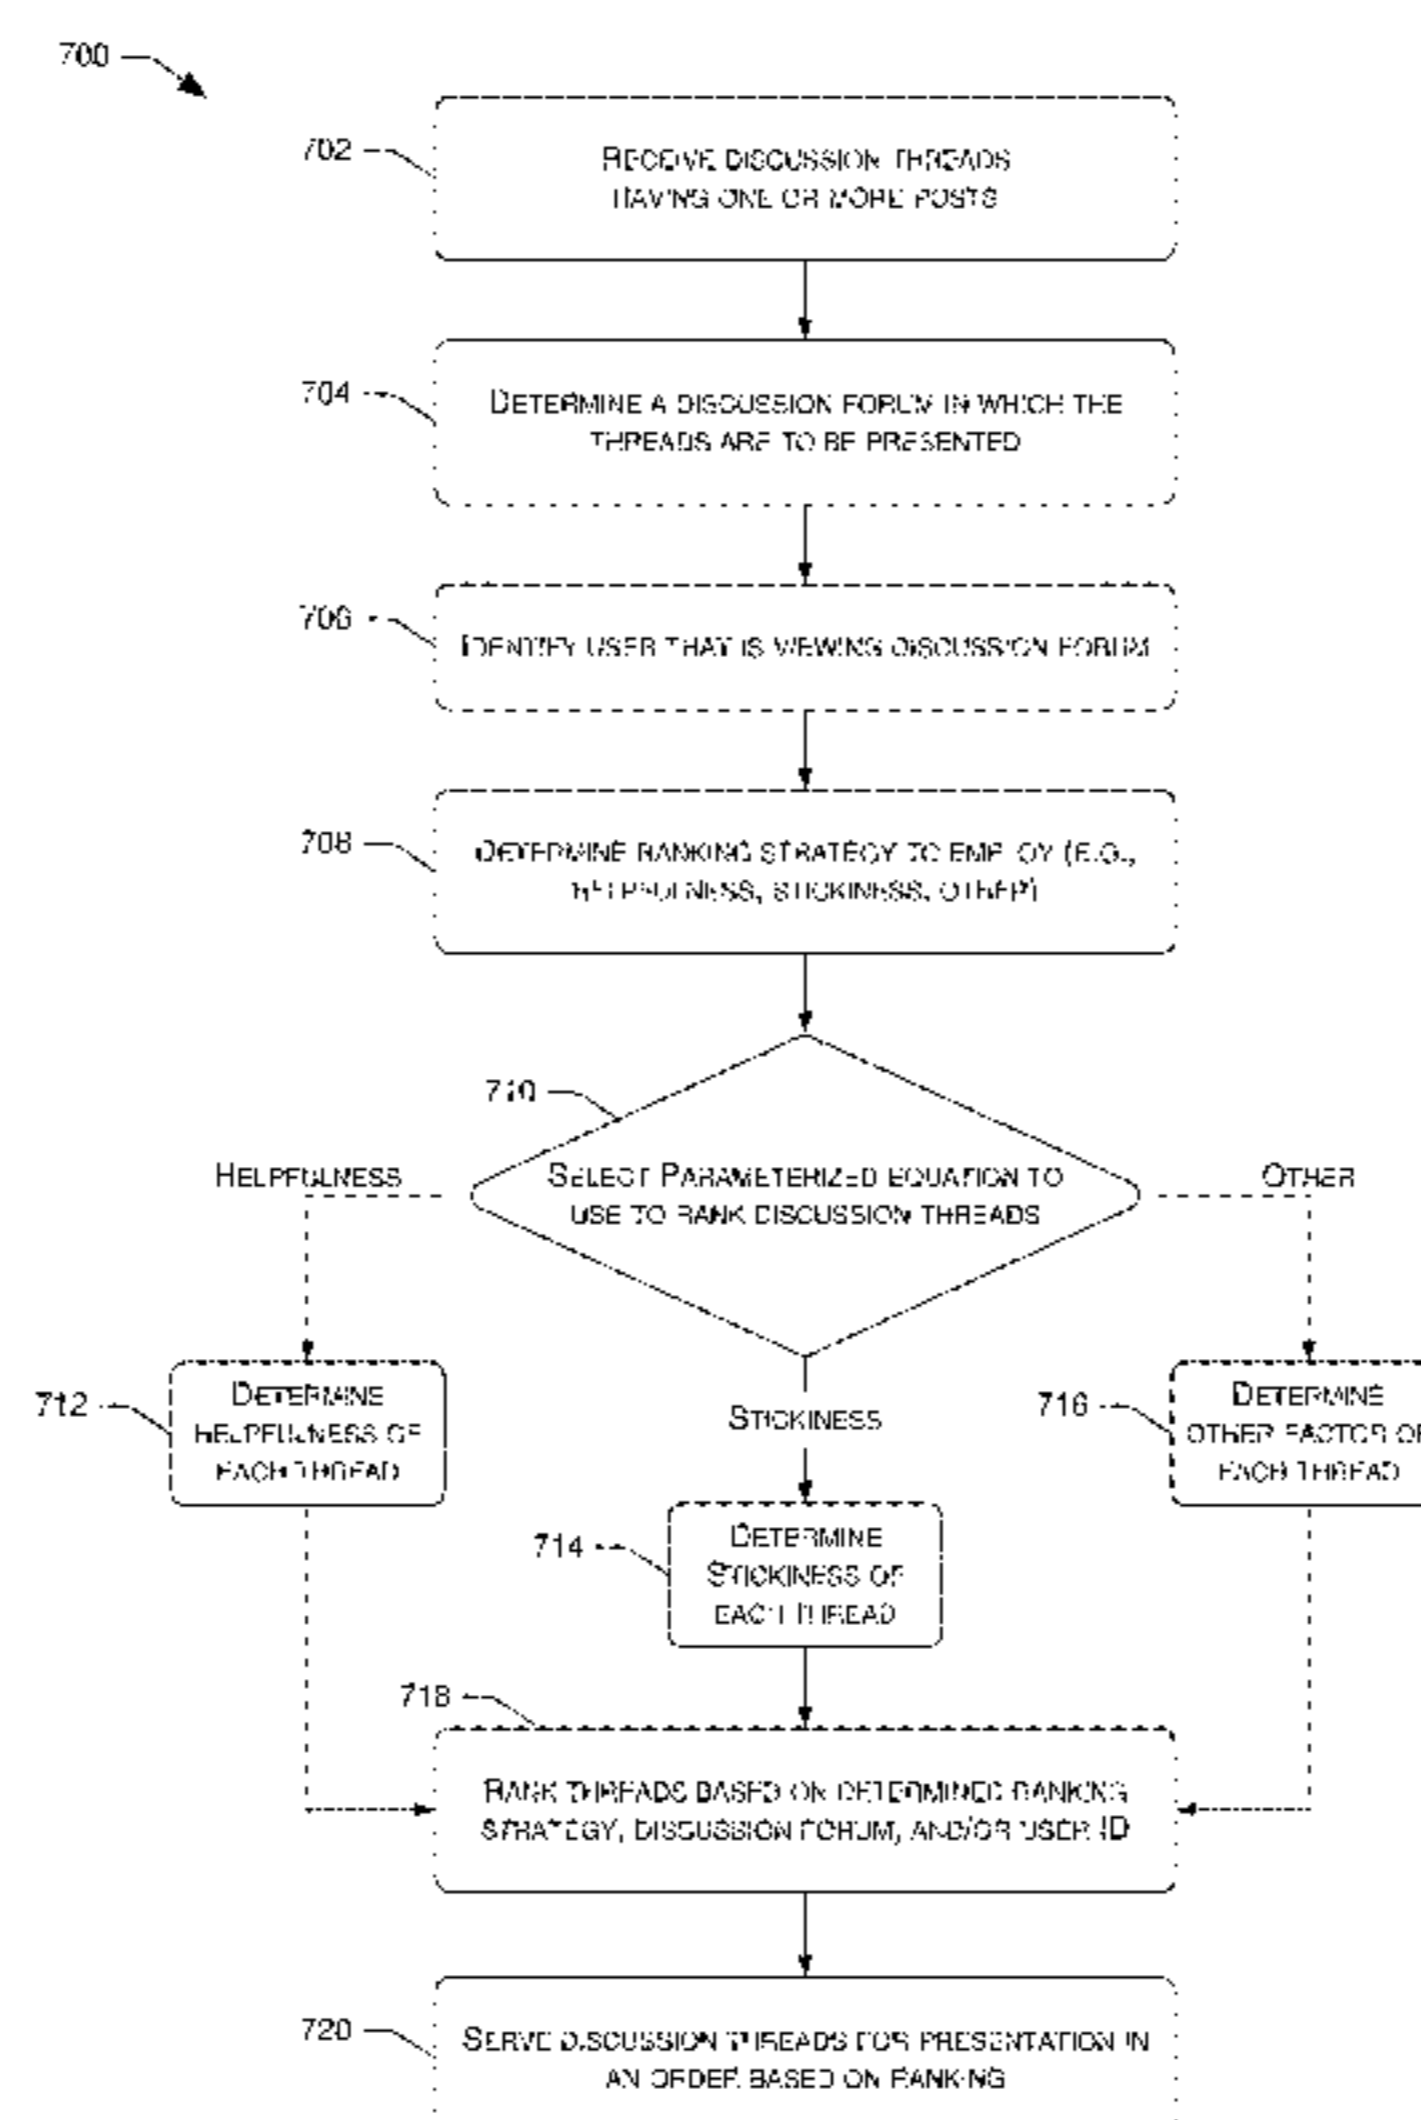 700
702
RECEIVE DISCUSSION THREADS
HAVING ONE OR MORE POSTS
704
DETERMINE A DISCUSSION FORUM IN WHICH THE
THREADS ARE TO BE PRESENTED
706
IDENTIFY USER THAT IS VIEWING DISCUSSION FORUM
708
DETERMINE RANKING STRATEGY TO EMPLOY (E.G.,
HELPFULNESS, STICKINESS, OTHER)
710
HELPFULNESS
SELECT PARAMETERIZED EQUATION TO
USE TO RANK DISCUSSION THREADS
OTHER
712
DETERMINE
HELPFULNESS OF
EACH THREAD
STICKINESS
716
DETERMINE
OTHER FACTOR OF
EACH THREAD
714
DETERMINE
STICKINESS OF
EACH THREAD
718
RANK THREADS BASED ON DETERMINED RANKING
STRATEGY, DISCUSSION FORUM, AND/OR USER ID
720
SERVE DISCUSSION THREADS FOR PRESENTATION IN
AN ORDER BASED ON RANKING